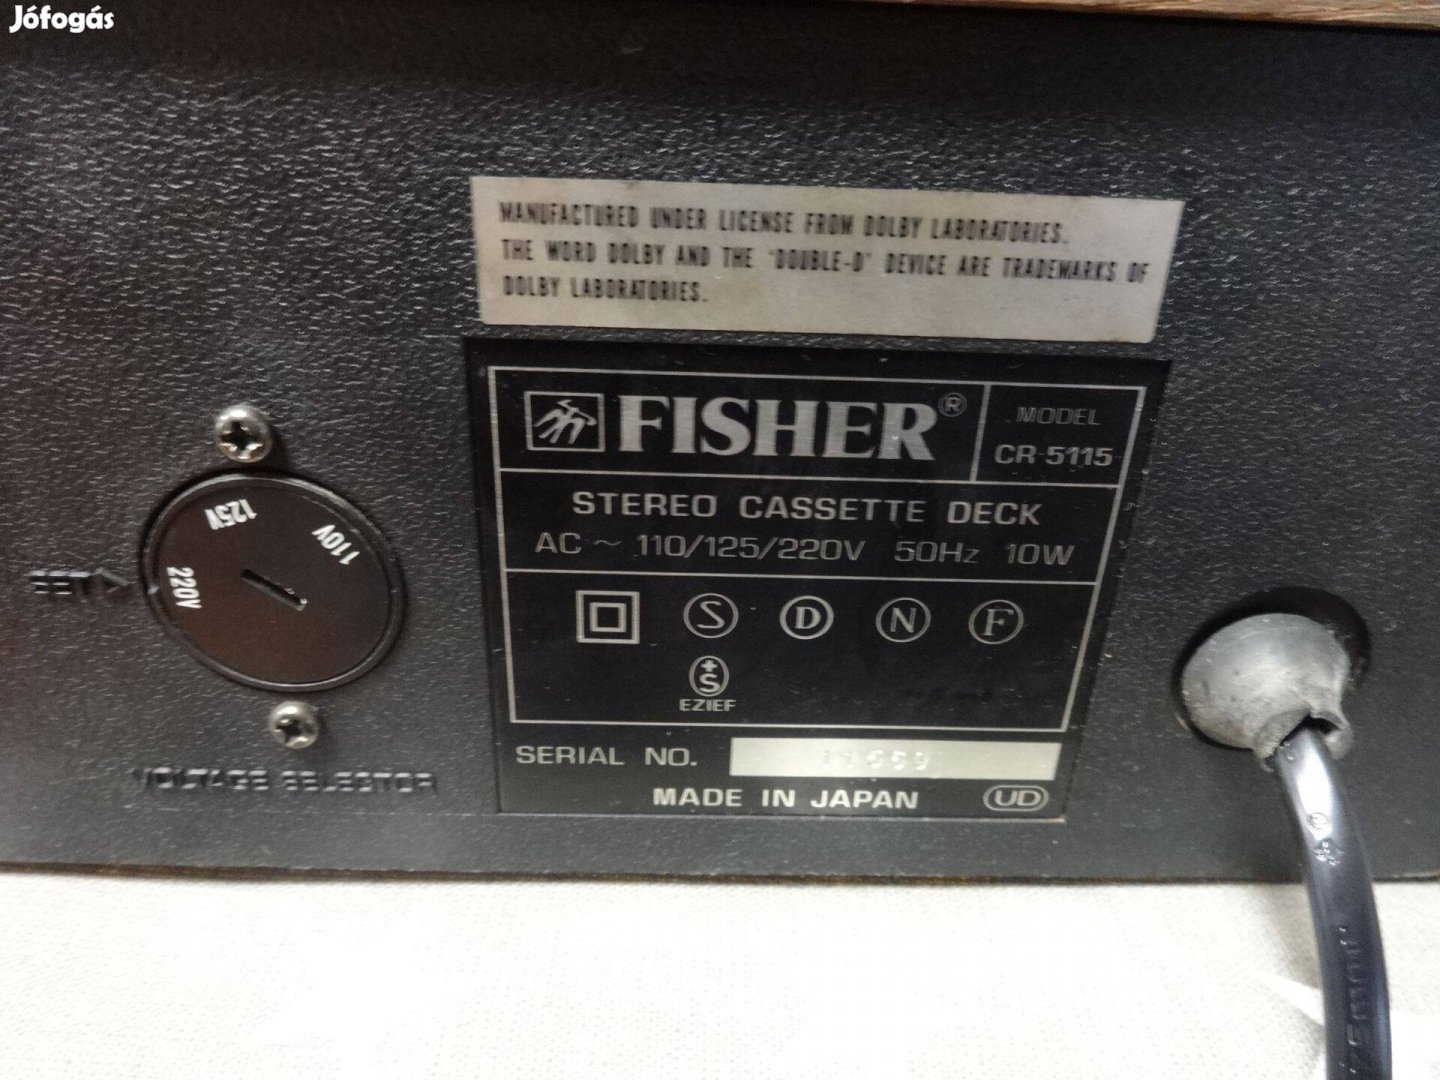 Jófogás
MANUFACTURED UNDER LICENSE FROM DOLBY LABORATORIES.
THE WORD DOLBY AND THE "DOUBLE-D" DEVICE ARE TRADEMARKS OF
DOLBY LABORATORIES.
FISHER®
MODEL
CR-5115
STEREO CASSETTE DECK
AC ~ 110/125/220V 50Hz 10W
S D N F
+S
EZIEF
SERIAL NO. 11559
MADE IN JAPAN UD
125V
110V
220V
SET
VOLTAGE SELECTOR